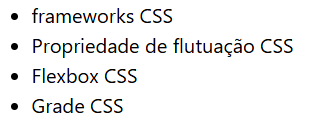 frameworks CSS
Propriedade de flutuação CSS
Flexbox CSS
Grade CSS